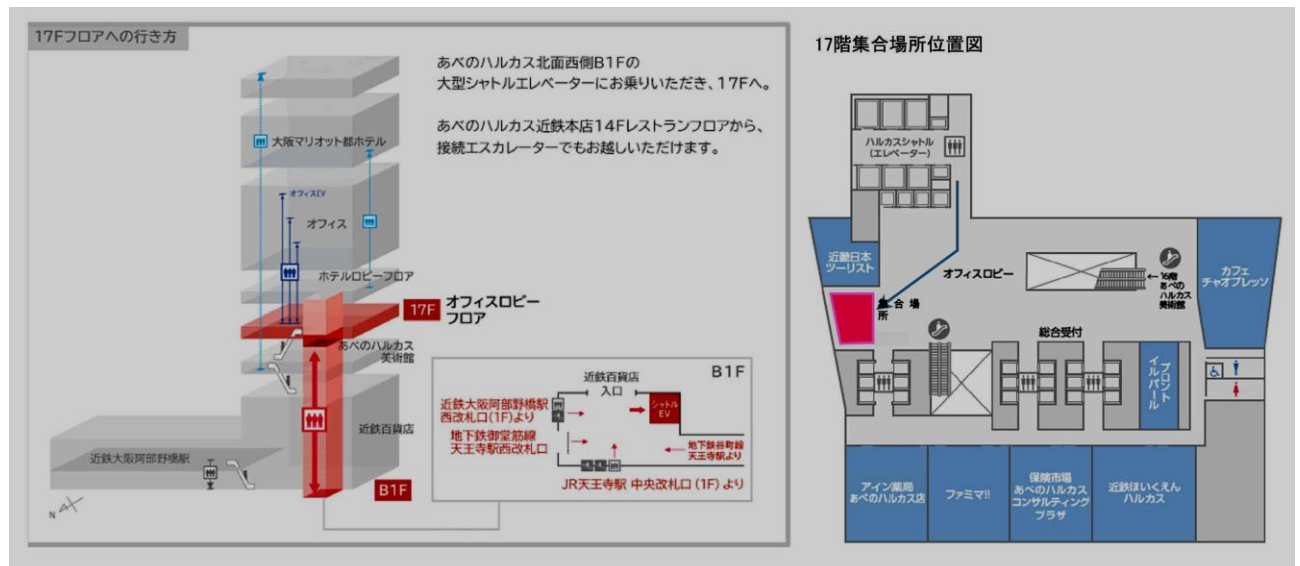 17Fフロアへの行き方
あべのハルカス北面西側B1Fの
大型シャトルエレベーターにお乗りいただき、17Fへ。
あべのハルカス近鉄本店14Fレストランフロアから、
接続エスカレーターでもお越しいただけます。
大阪マリオット都ホテル
オフィスEV
オフィス
ホテルロビーフロア
17F
オフィスロビー
フロア
あべのハルカス
美術館
近鉄百貨店
近鉄大阪阿部野橋駅
B1F
N
B1F
近鉄百貨店
入口
シャトル
EV
近鉄大阪阿部野橋駅
西改札口(1F)より
地下鉄御堂筋線
天王寺駅西改札口
地下鉄谷町線
天王寺駅より
JR天王寺駅 中央改札口(1F)より
17階集合場所位置図
ハルカスシャトル
(エレベーター)
近畿日本
ツーリスト
オフィスロビー
集合場
所
←16階
あべの
ハルカス
美術館
カフェ
チャオプレッソ
総合受付
プロント
イルバール
アイン薬局
あべのハルカス店
ファミマ!!
保険市場
あべのハルカス
コンサルティング
プラザ
近鉄ほいくえん
ハルカス